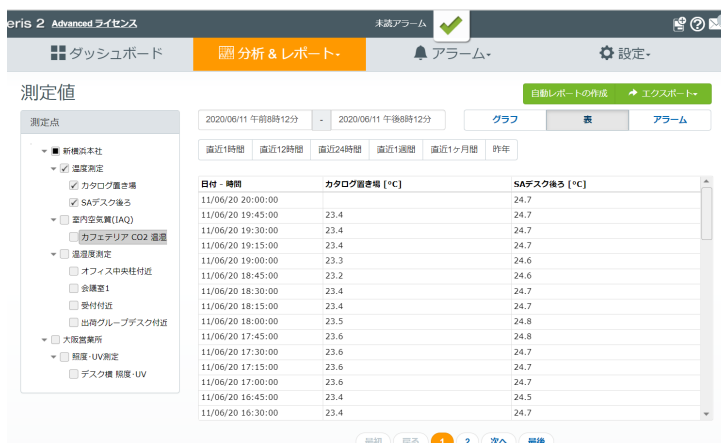 eris 2 Advanced ライセンス 未読アラーム
ダッシュボード 分析 & レポート アラーム 設定
測定値 自動レポートの作成 エクスポート
測定点 2020/06/11 午前8時12分 - 2020/06/11 午後8時12分 グラフ 表 アラーム
直近1時間 直近12時間 直近24時間 直近1週間 直近1ヶ月間 昨年
新横浜本社
温度測定
カタログ置き場
SAデスク後ろ
室内空気質(IAQ)
カフェテリア CO2 温湿
温湿度測定
オフィス中央柱付近
会議室1
受付付近
出荷グループデスク付近
大阪営業所
照度·UV測定
デスク横 照度·UV
日付 - 時間 カタログ置き場 [°C] SAデスク後ろ [°C]
11/06/20 20:00:00 24.7
11/06/20 19:45:00 23.4 24.7
11/06/20 19:30:00 23.4 24.7
11/06/20 19:15:00 23.4 24.7
11/06/20 19:00:00 23.3 24.6
11/06/20 18:45:00 23.2 24.6
11/06/20 18:30:00 23.4 24.7
11/06/20 18:15:00 23.4 24.7
11/06/20 18:00:00 23.5 24.8
11/06/20 17:45:00 23.6 24.8
11/06/20 17:30:00 23.6 24.7
11/06/20 17:15:00 23.6 24.7
11/06/20 17:00:00 23.6 24.7
11/06/20 16:45:00 23.4 24.5
11/06/20 16:30:00 23.4 24.7
最初 戻る 1 2 次へ 最後